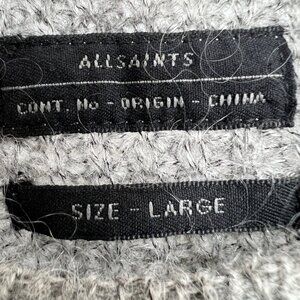 ALLSAINTS
CONT. No - ORIGIN - CHINA
SIZE - LARGE